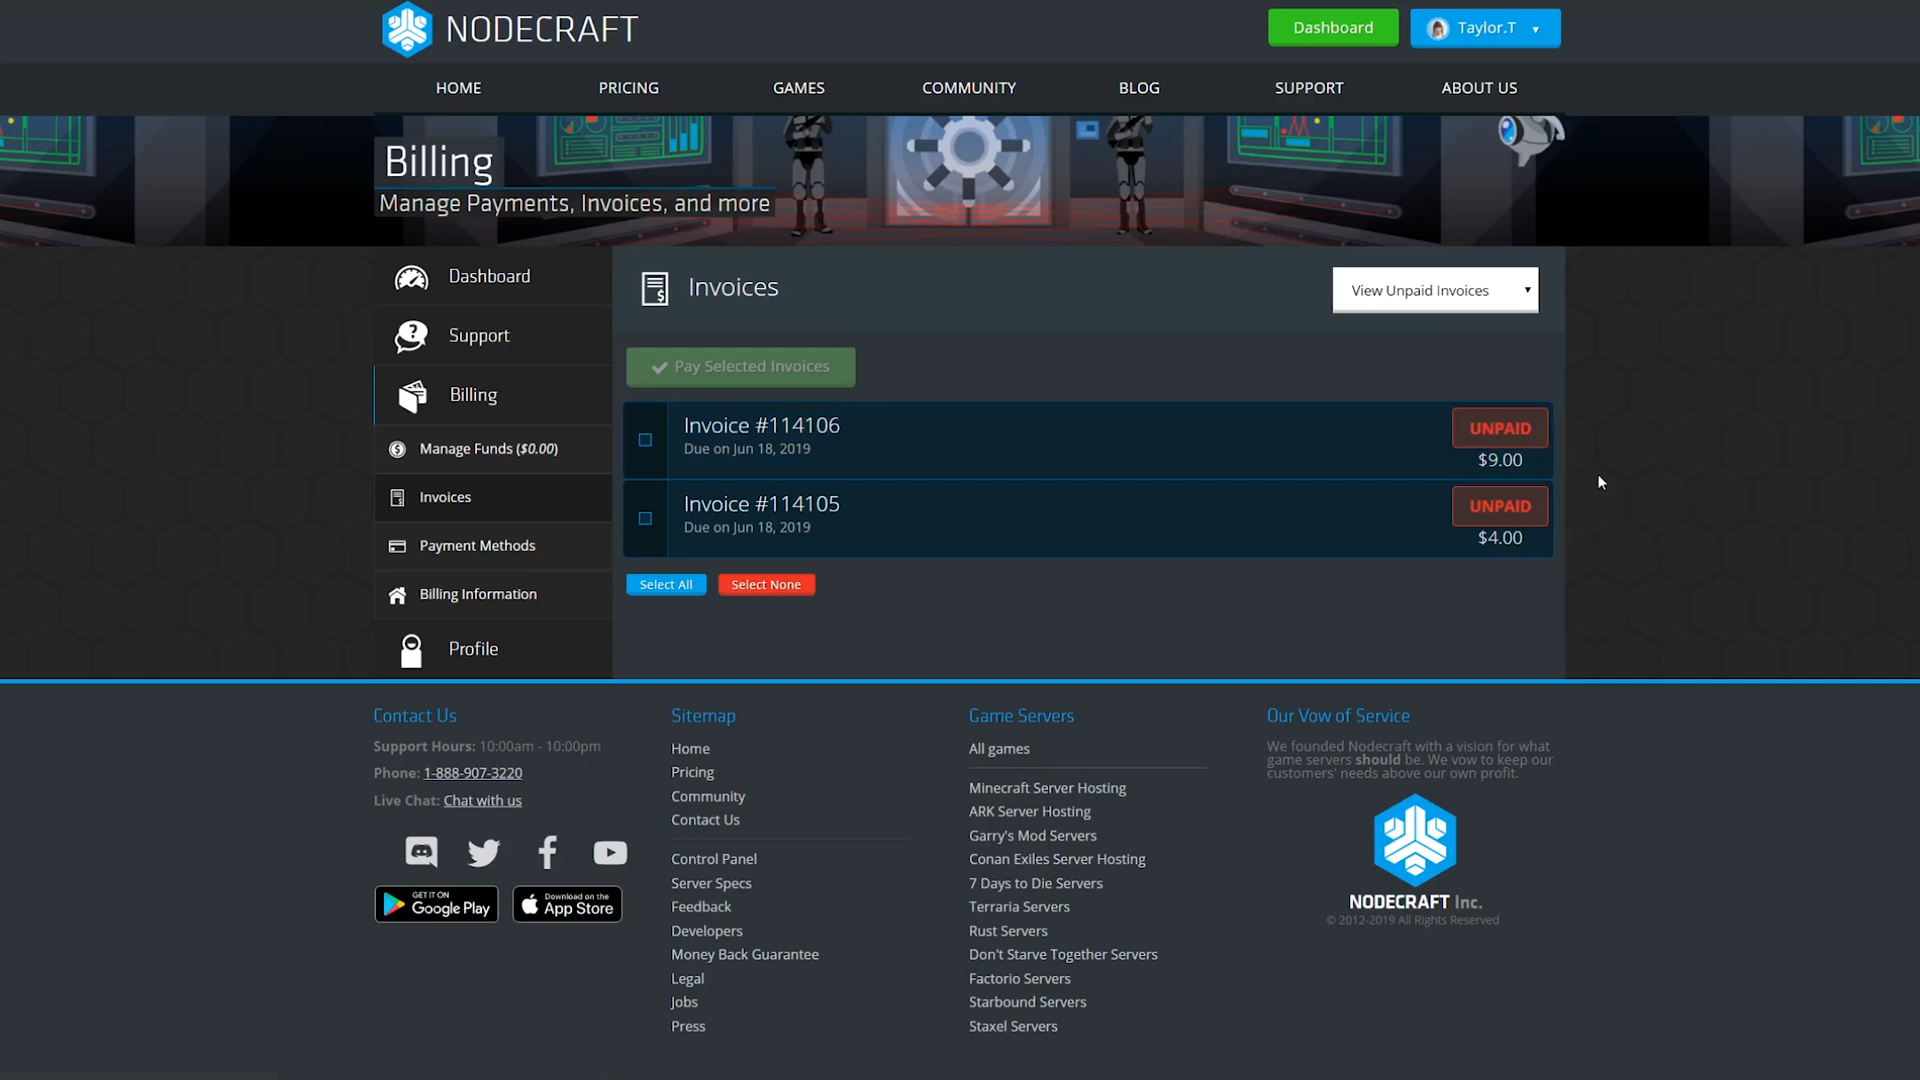 NODECRAFT
Dashboard
Taylor.T
HOME
PRICING
GAMES
COMMUNITY
BLOG
SUPPORT
ABOUT US
Billing
Manage Payments, Invoices, and more
Dashboard
Support
Billing
Manage Funds ($0.00)
Invoices
Payment Methods
Billing Information
Profile
Invoices
View Unpaid Invoices
Pay Selected Invoices
Invoice #114106
Due on Jun 18, 2019
UNPAID
$9.00
Invoice #114105
Due on Jun 18, 2019
UNPAID
$4.00
Select All
Select None
Contact Us
Support Hours: 10:00am - 10:00pm
Phone: 1-888-907-3220
Live Chat: Chat with us
GET IT ON
Google Play
Download on the
App Store
Sitemap
Home
Pricing
Community
Contact Us
Control Panel
Server Specs
Feedback
Developers
Money Back Guarantee
Legal
Jobs
Press
Game Servers
All games
Minecraft Server Hosting
ARK Server Hosting
Garry's Mod Servers
Conan Exiles Server Hosting
7 Days to Die Servers
Terraria Servers
Rust Servers
Don't Starve Together Servers
Factorio Servers
Starbound Servers
Staxel Servers
Our Vow of Service
We founded Nodecraft with a vision for what
game servers should be. We vow to keep our
customers' needs above our own profit.
NODECRAFT Inc.
© 2012-2019 All Rights Reserved